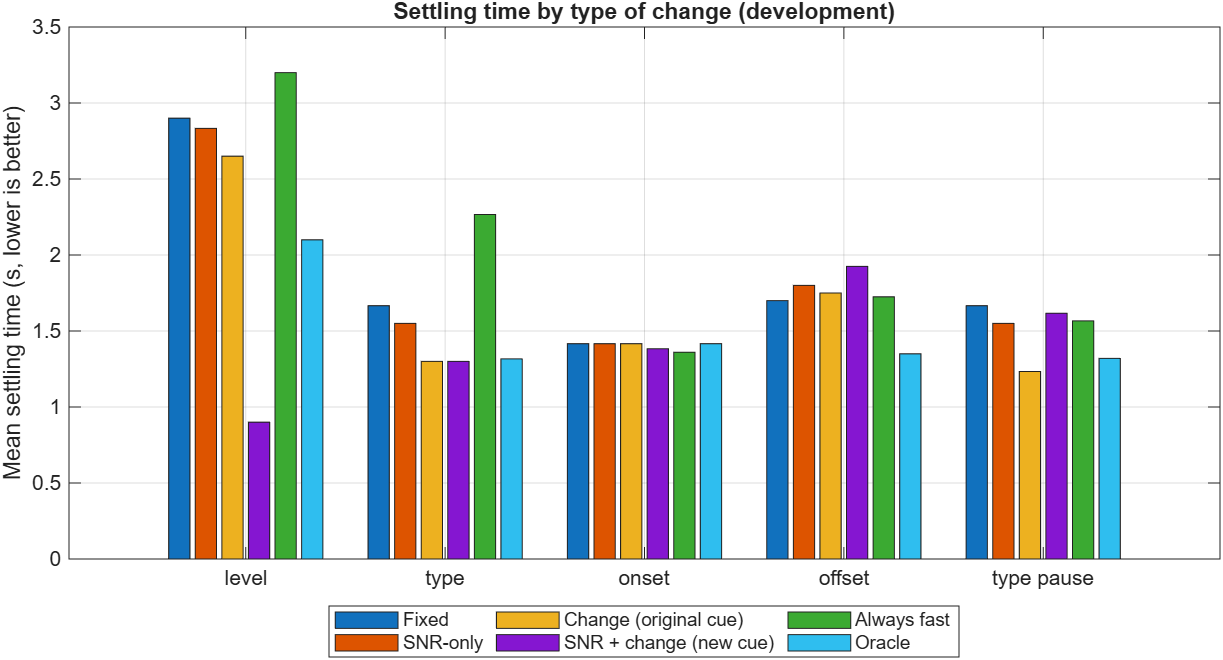 Settling time by type of change (development)
Mean settling time (s, lower is better)
3.5
3
2.5
2
1.5
1
0.5
0
level type onset offset type pause
Fixed Change (original cue) Always fast
SNR-only SNR + change (new cue) Oracle